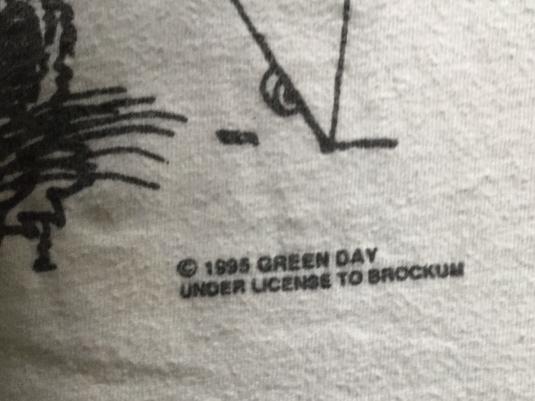 © 1995 GREEN DAY
UNDER LICENSE TO BROCKUM